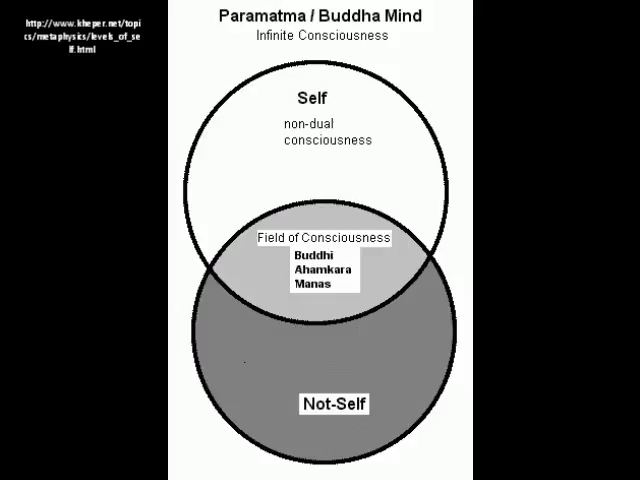 http://www.kheper.net/topi
cs/metaphysics/levels_of_se
lf.html
Paramatma / Buddha Mind
Infinite Consciousness
Self
non-dual
consciousness
Field of Consciousness
Buddhi
Ahamkara
Manas
Not-Self